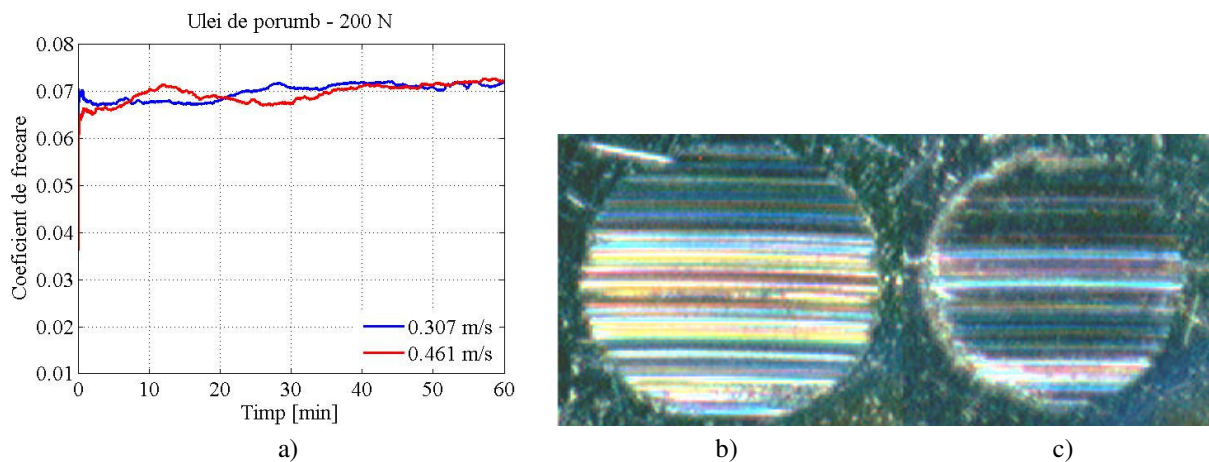 Ulei de porumb - 200 N
0.08
0.07
0.06
0.05
0.04
0.03
0.02
0.01
Coeficient de frecare
0.307 m/s
0.461 m/s
0
10
20
30
40
50
60
Timp [min]
a)
b)
c)